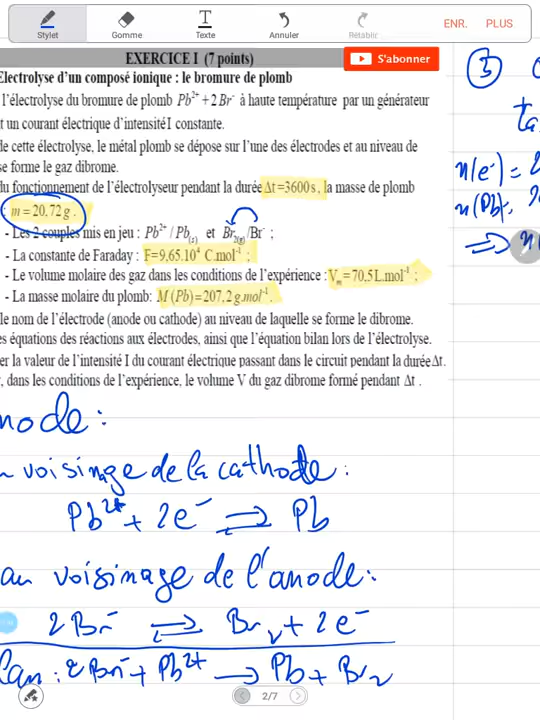 Stylet
Gomme
Texte
Annuler
Rétablir
ENR.
PLUS
EXERCICE I (7 points)
S'abonner
Electrolyse d'un composé ionique : le bromure de plomb
l'électrolyse du bromure de plomb Pb²⁺ + 2Br⁻ à haute température par un générateur
t un courant électrique d'intensité I constante.
de cette électrolyse, le métal plomb se dépose sur l'une des électrodes et au niveau de
se forme le gaz dibrome.
du fonctionnement de l'électrolyseur pendant la durée Δt=3600s, la masse de plomb
: m = 20.72 g .
- Les 2 couples mis en jeu : Pb²⁺ / Pb(s) et Br2(g)/Br⁻ ;
- La constante de Faraday : F=9,65.10⁴ C.mol⁻¹ ;
- Le volume molaire des gaz dans les conditions de l'expérience : Vm=70,5 L.mol⁻¹ ;
- La masse molaire du plomb: M(Pb)=207,2 g.mol⁻¹.
le nom de l'électrode (anode ou cathode) au niveau de laquelle se forme le dibrome.
es équations des réactions aux électrodes, ainsi que l'équation bilan lors de l'électrolyse.
er la valeur de l'intensité I du courant électrique passant dans le circuit pendant la durée Δt.
, dans les conditions de l'expérience, le volume V du gaz dibrome formé pendant Δt .
node :
voisinage de la cathode :
Pb²⁺ + 2e⁻ ⇌ Pb
au voisinage de l'anode :
2Br⁻ ⇌ Br₂ + 2e⁻
lan : 2Br⁻ + Pb²⁺ → Pb + Br₂
3
ta
n(e⁻) =
n(Pb) =
⇒ n
2/7